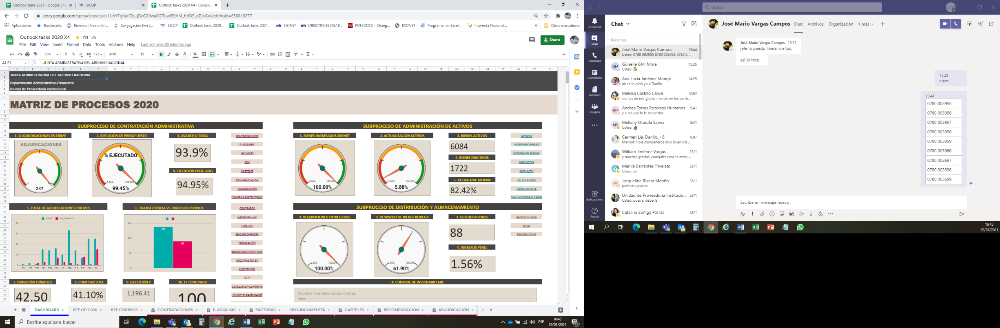 Outlook tasks 2021 - Google She
SICOP
Outlook tasks 2020 X4 - Google
docs.google.com/spreadsheets/d/1UhY7grXaC0v_jDcG2dwaODTuwI39AM_ftdD5_dZJvGw/edit#gid=650018277
Aplicaciones
Bookmarks
Reverso | Free onlin...
Conjugación finir |...
SICOP
Outlook tasks 2020...
Outlook tasks 2021...
SIBINET
DIRECTRICES DGAB...
PDF2DOCX - Chang...
EXONET
Programar en Excel...
Imprenta Nacional...
Otros marcadores
Outlook tasks 2020 X4
File Edit View Insert Format Data Tools Add-ons Help Last edit was 50 minutes ago
Share
75% $ % .0 .00 123 Arial 12 B I S A
A1:F2 fx JUNTA ADMINISTRATIVA DEL ARCHIVO NACIONAL
JUNTA ADMINISTRATIVA DEL ARCHIVO NACIONAL
Departamento Administrativo-Financiero
Unidad de Proveeduría Institucional
MATRIZ DE PROCESOS 2020
SUBPROCESO DE CONTRATACIÓN ADMINISTRATIVA
1. Q ADJUDICACIONES EN FIRME
2. EJECUCIÓN DE PRESUPUESTO
3. AVANCE Q TOTAL
ADJUDICACIONES
247
% EJECUTADO
0.00% 100.00%
99.45%
93.9%
4. EJECUCIÓN PROG ADQ
94.95%
CONTRATACIONES
P. ADQUISIC
FACTURAS
CCH
CARTELES
RECOMENDACION
ADJUDICACIÓN
COMPRAS SUSTENTABLES
CONTRATOS
IMPRENTA NAC
TIMELINE
SBYS INCOMPLETA
PUBLICACIÓN
INFRUCTUOSO/DESIERTO
DECLARACIÓN EC
COMPENDIO
ACTA
EVALUACION CONTRATIS
SOLICITUD FACTURACIÓ
5. TOTAL DE ADJUDICACIONES POR MES
FIRME DES/INFRUCT
40
30
20
10
0
ene. feb mar abr. may. jun. jul. ago. sep. oct. nov. dic.
6. TRANSFERENCIA VS. INGRESOS PROPIOS
150
100
50
0
138
89
7. DURACIÓN TRÁMITES
42.50
8. COMPRAS SUST.
41.10%
9. EJECUCIÓN ¢
1,196.41
10. FT PEND PAGO
100
SUBPROCESO DE ADMINISTRACIÓN DE ACTIVOS
1. BIENES INGRESADOS SIBINET
0.00% 100.00%
100.00%
2. ACTUALIZACIÓN ACTIVOS
0.00% 100.00%
5.88%
3. BIENES ACTIVOS
6084
4. BIENES INACTIVOS
1722
5. ACTUALIZAC MOVIM
82.42%
ACTIVOS
INVENTARIO BIENES
GENERADOR PLACAS
ADM ACTVS
MOV ACTV
SALIDA BIENES
OBRAS DE ARTE
OMA INVENTARIO SIBINE
SUBPROCESO DE DISTRIBUCIÓN Y ALMACENAMIENTO
1. REQUISICIONES ENTREGADAS
0.00% 100.00%
100.00%
2. DESPACHO DE BIENES BODEGA
0.00% 100.00%
61.90%
3. Q REQUISICIONES
88
4. INGRESOS PEND.
1.56%
RECEPCION BOD
BIRBI
REQUISICIÓN-E
4. CONTROL DE INVENTARIO ABC
Count of Inventario de suministros
40.00%
DASHBOARD
REF OFICIOS
REF CORREOS
CONTRATACIONES
P. ADQUISIC
FACTURAS
SBYS INCOMPLETA
CARTELES
RECOMENDACION
ADJUDICACIÓN
Escribe aquí para buscar
ESP
16:45
29/01/2021
22
Buscar
Actividad
Chat
Llamadas
Calendario
Archivos
Equipos
Aplicaciones
Ayuda
Chat
Recientes
José Mario Vargas Campos 15:44
Usted: 0780 003955 0780 003956 0780 0...
GM Guiselle GM. Mora 15:26
Usted:
Ana Lucía Jiménez Monge 14:25
ok se lo pido yo a Danilo
Melissa Castillo Calivá 12:04
sip, los de red global mandaron los corre...
AH Andrea Torres Recursos Humanos 9:41
y si no por fa le recuerdas
MS Mellany Otárola Saénz 8:41
Usted:
Carmen Lía, Danilo, +6 8:07
Marisol: Hola compañeros muy buen día ...
William Jiménez Vargas 28/1
y muchas gracias, cualquier cosa te aviso ...
Marilia Barrantes Trivelato 28/1
Usted: ok
JM Jacqueline Rivera Meoño 28/1
perfecto gracias
Unidad de Proveeduría Institucio... 28/1
Usted: pues si debería
Catalina Zúñiga Porras 28/1
José Mario Vargas Campos Chat Archivos Organización 1 más
José Mario Vargas Campos 15:27
jefe lo puedo llamar un toq
asi lo hice
15:28
claro
15:44
0780 003955
0780 003956
0780 003957
0780 003958
0780 003959
0780 003960
0780 003697
0780 003698
0780 003699
Escribe un mensaje nuevo
16:45
29/01/2021